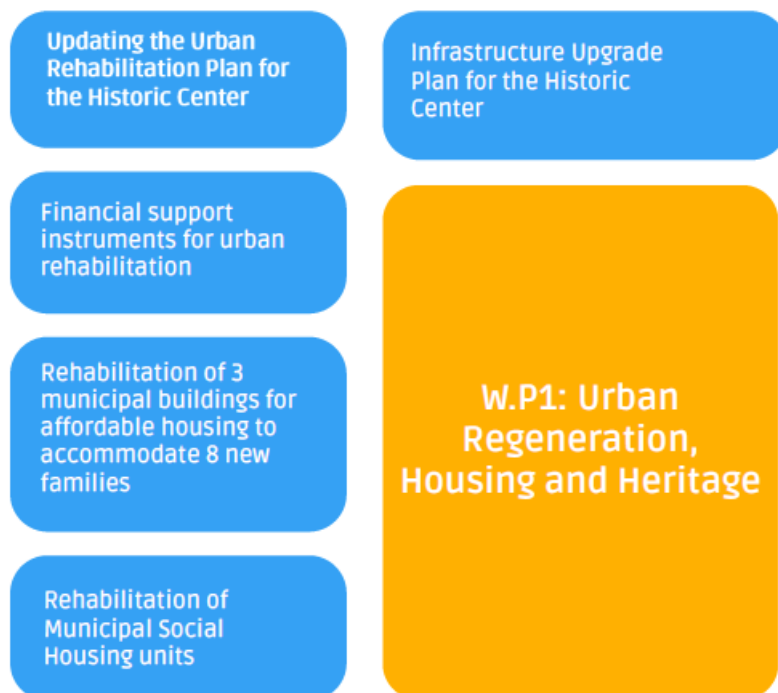 Updating the Urban
Rehabilitation Plan for
the Historic Center
Infrastructure Upgrade
Plan for the Historic
Center
Financial support
instruments for urban
rehabilitation
Rehabilitation of 3
municipal buildings for
affordable housing to
accommodate 8 new
families
W.P1: Urban
Regeneration,
Housing and Heritage
Rehabilitation of
Municipal Social
Housing units